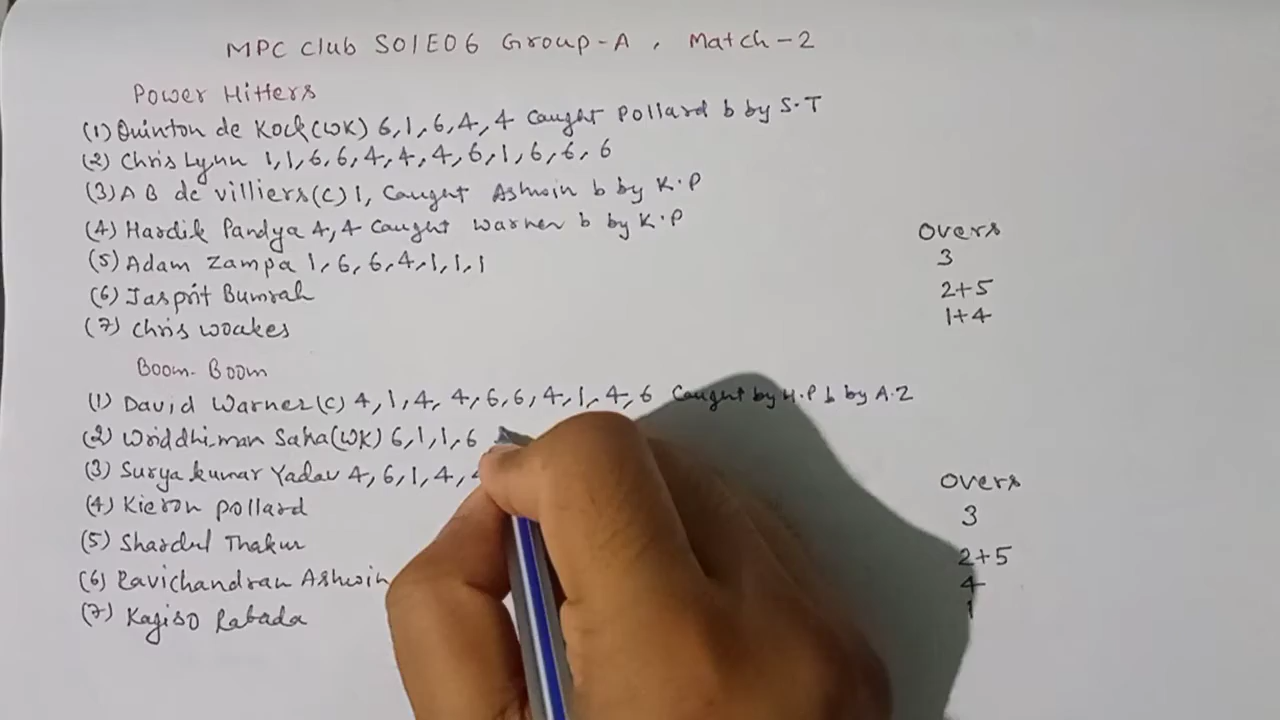 MPC Club S01E06 Group-A, Match-2
Power Hitters
(1) Quinton de Kock(WK) 6,1,6,4,4 Caught Pollard b by S.T
(2) Chris Lynn 1,1,6,6,4,4,4,6,1,6,6,6
(3) A B de villiers(C) 1, Caught Ashwin b by K.P
(4) Hardik Pandya 4,4 Caught Warner b by K.P
(5) Adam Zampa 1,6,6,4,1,1,1
(6) Jasprit Bumrah
(7) Chris Woakes
Overs
3
2+5
1+4
Boom-Boom
(1) David Warner(C) 4,1,4,4,6,6,4,1,4,6 Caught by H.P b by A.Z
(2) Wriddhiman Saha(WK) 6,1,1,6
(3) Surya kumar Yadav 4,6,1,4,
(4) Kieron Pollard
(5) Shardul Thakur
(6) Ravichandran Ashwin
(7) Kagiso Rabada
Overs
3
2+5
4
1